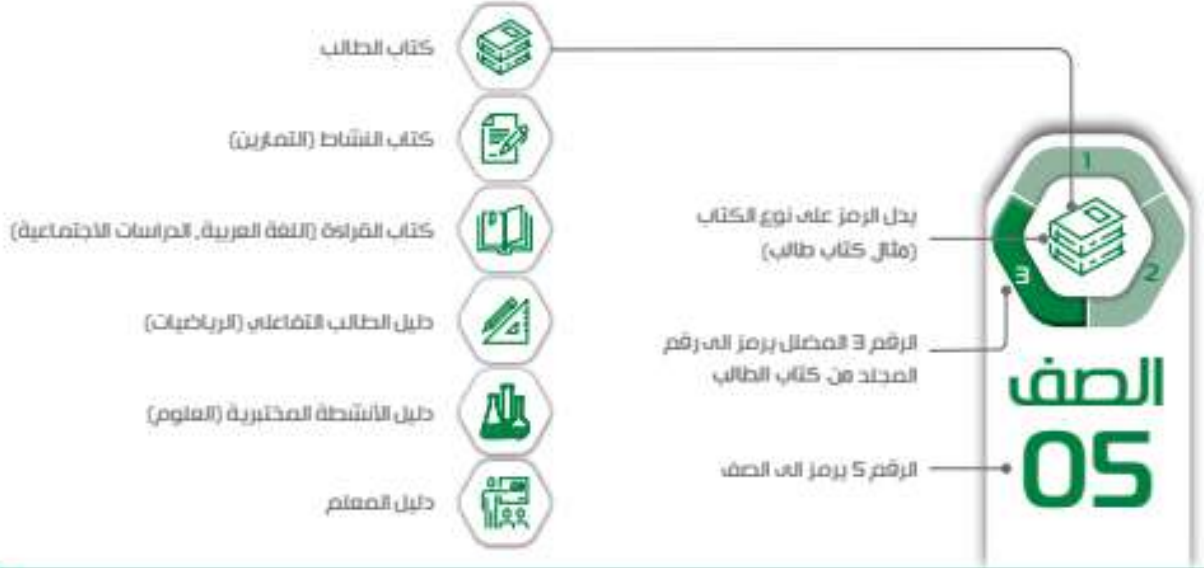 1
2
3
الصف
05
يدل الرمز على نوع الكتاب
(مثال كتاب طالب)
الرقم 3 المضلل يرمز الى رقم
المجلد من كتاب الطالب
الرقم 5 يرمز الى الصف
كتاب الطالب
كتاب النشاط (التمارين)
كتاب القراءة (اللغة العربية، الدراسات الاجتماعية)
دليل الطالب التفاعلي (الرياضيات)
دليل الأنشطة المختبرية (العلوم)
دليل المعلم